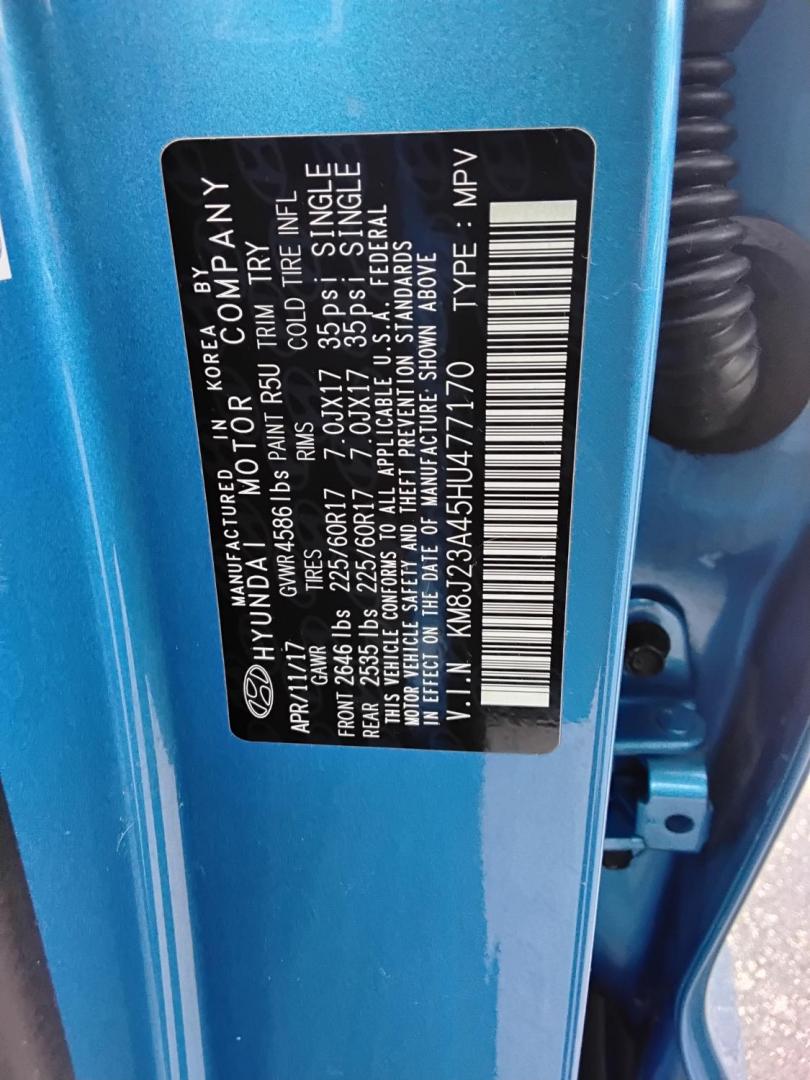 MANUFACTURED IN KOREA BY
HYUNDAI MOTOR COMPANY
APR/11/17 GVWR 4586 lbs PAINT R5U TRIM TRY
GAWR TIRES RIMS COLD TIRE INFL
FRONT 2646 lbs 225/60R17 7.0JX17 35psi SINGLE
REAR 2535 lbs 225/60R17 7.0JX17 35psi SINGLE
THIS VEHICLE CONFORMS TO ALL APPLICABLE U.S.A. FEDERAL
MOTOR VEHICLE SAFETY AND THEFT PREVENTION STANDARDS
IN EFFECT ON THE DATE OF MANUFACTURE SHOWN ABOVE
V.I.N KM8J23A45HU477170 TYPE : MPV